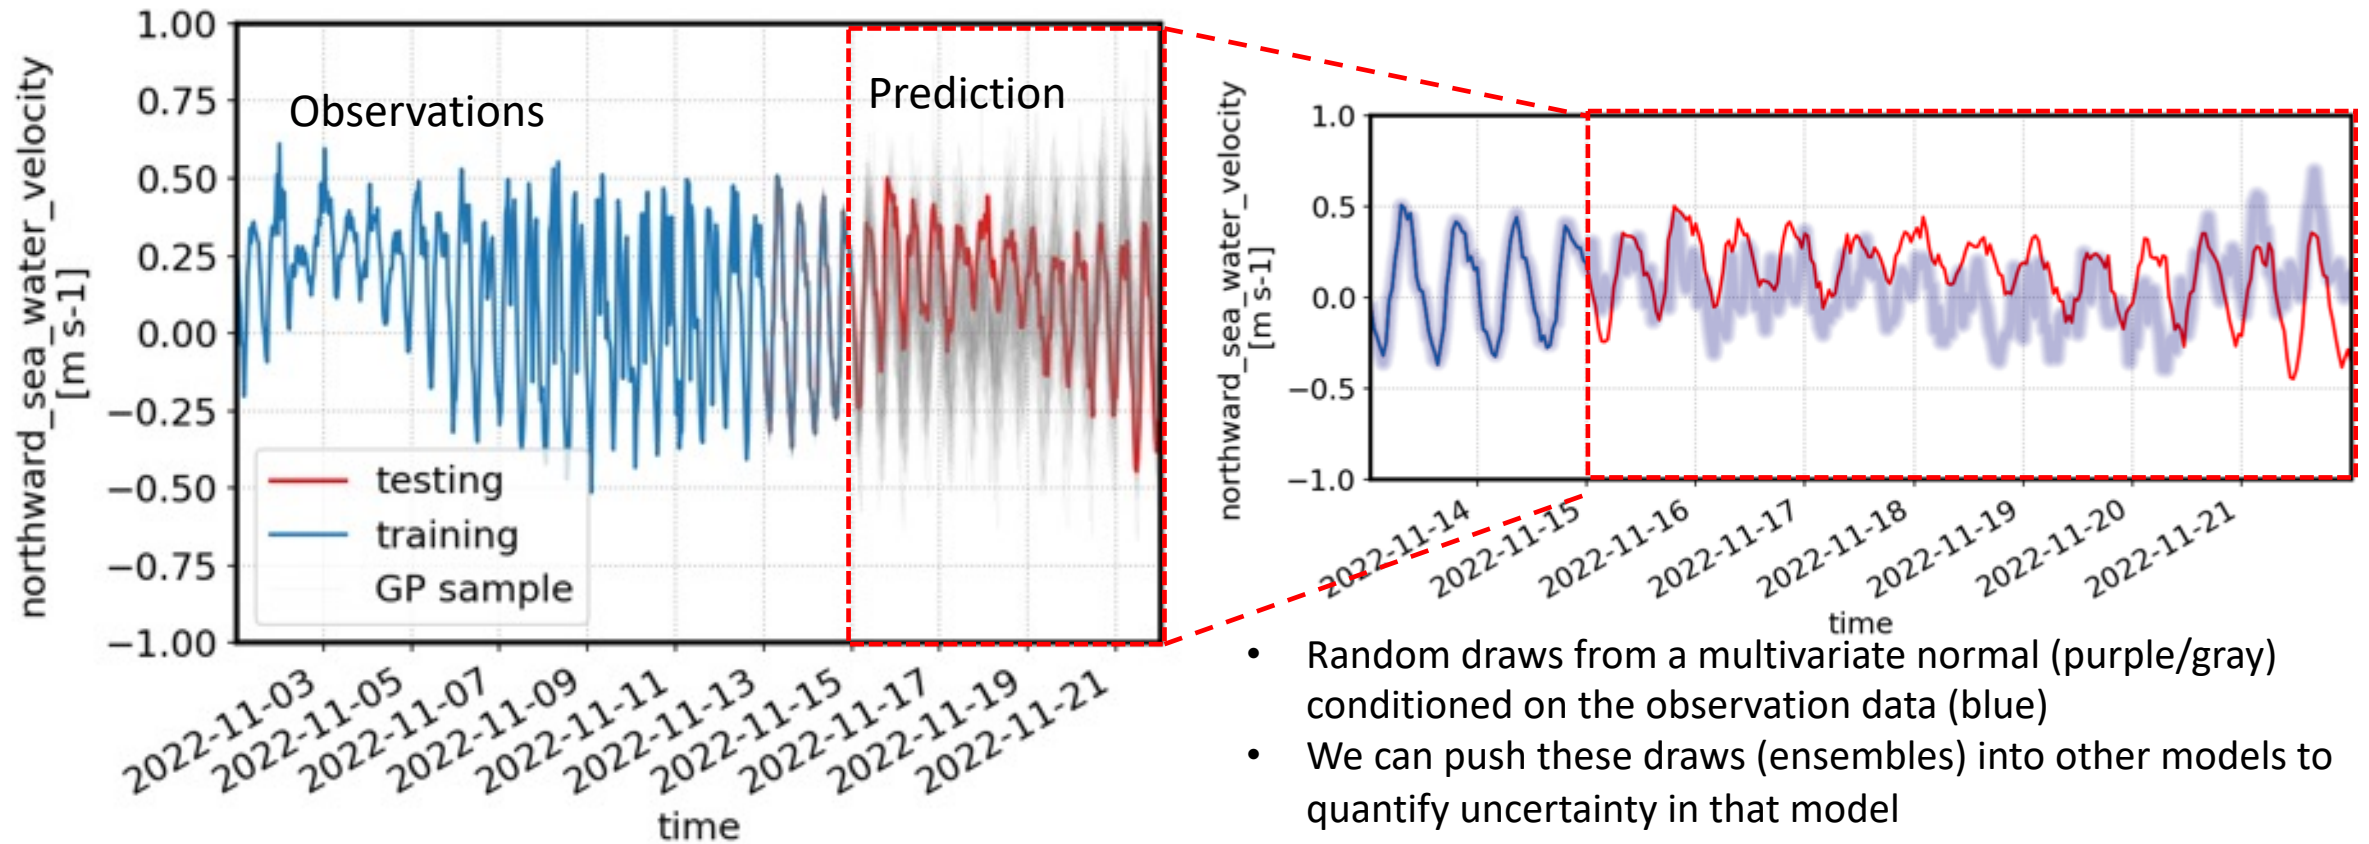 Observations
Prediction
northward_sea_water_velocity
[m s-1]
1.00
0.75
0.50
0.25
0.00
−0.25
−0.50
−0.75
−1.00
testing
training
GP sample
2022-11-03
2022-11-05
2022-11-07
2022-11-09
2022-11-11
2022-11-13
2022-11-15
2022-11-17
2022-11-19
2022-11-21
time
northward_sea_water_velocity
[m s-1]
1.0
0.5
0.0
−0.5
−1.0
2022-11-14
2022-11-15
2022-11-16
2022-11-17
2022-11-18
2022-11-19
2022-11-20
2022-11-21
time
• Random draws from a multivariate normal (purple/gray)
conditioned on the observation data (blue)
• We can push these draws (ensembles) into other models to
quantify uncertainty in that model